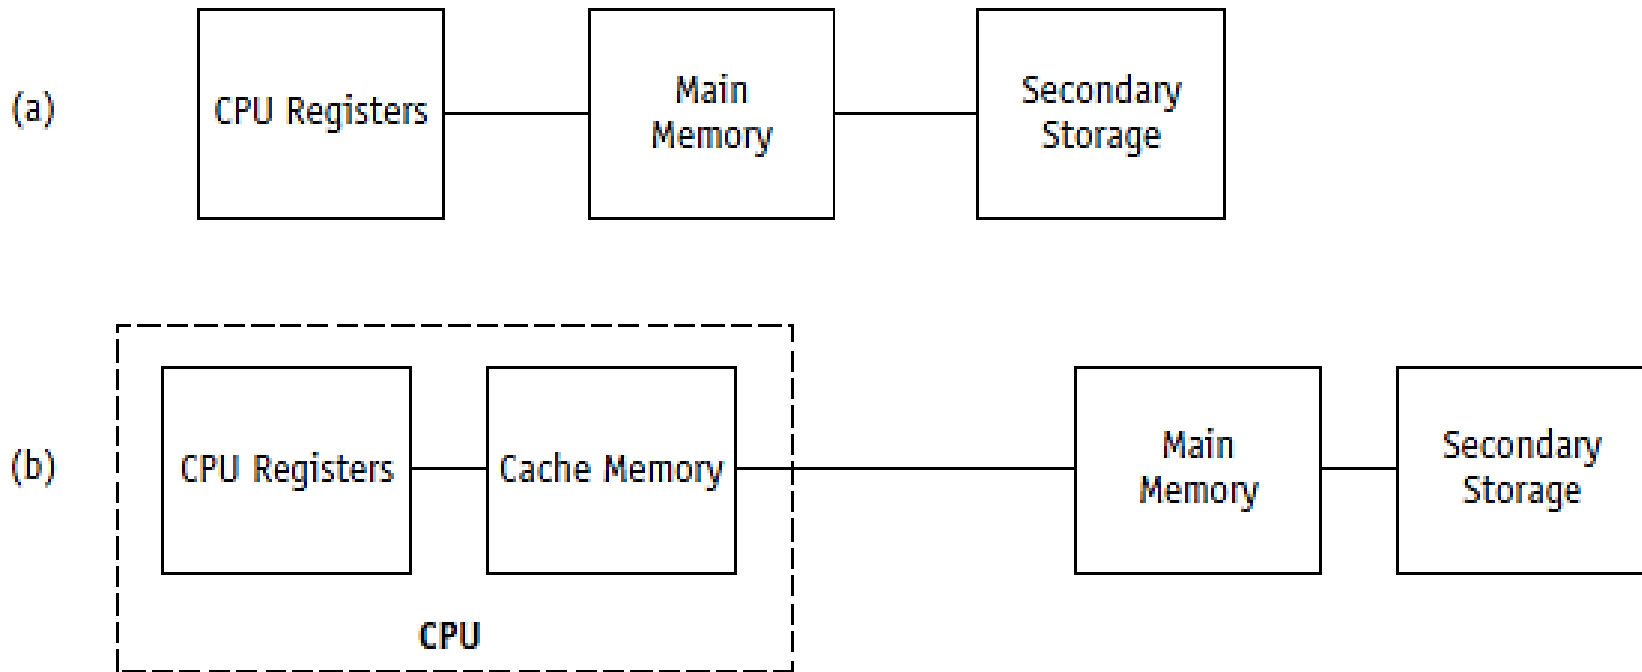 (a)
CPU Registers
Main
Memory
Secondary
Storage
(b)
CPU Registers
Cache Memory
Main
Memory
Secondary
Storage
CPU